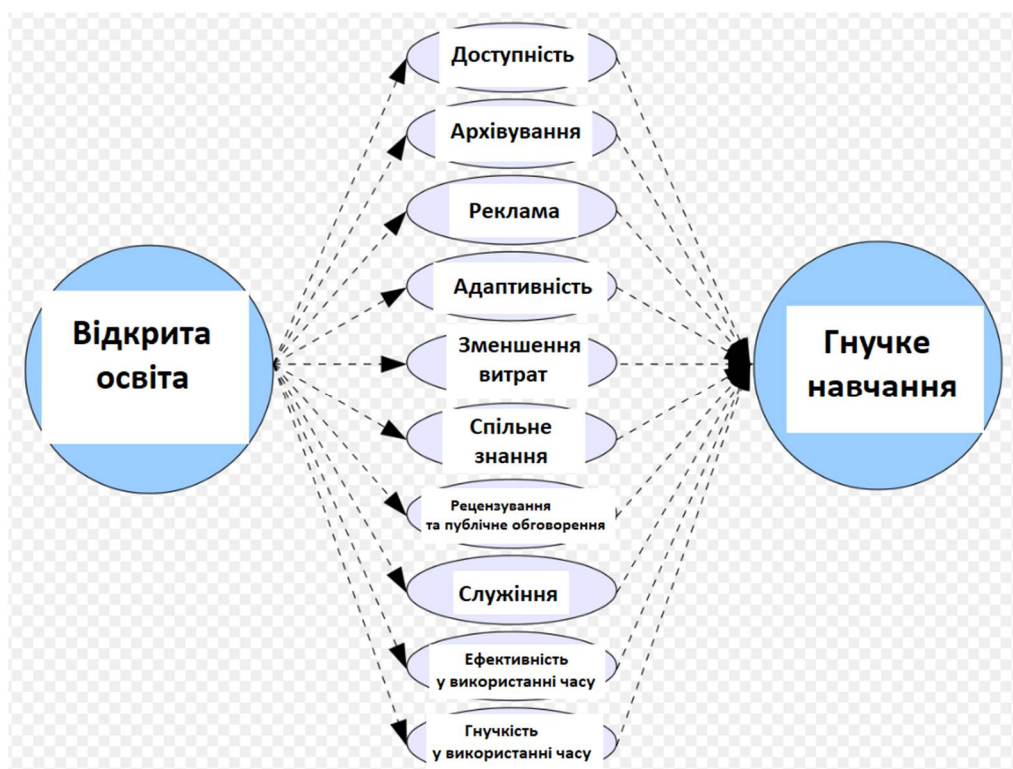 Відкрита
освіта
Доступність
Архівування
Реклама
Адаптивність
Зменшення
витрат
Спільне
знання
Рецензування
та публічне обговорення
Служіння
Ефективність
у використанні часу
Гнучкість
у використанні часу
Гнучке
навчання